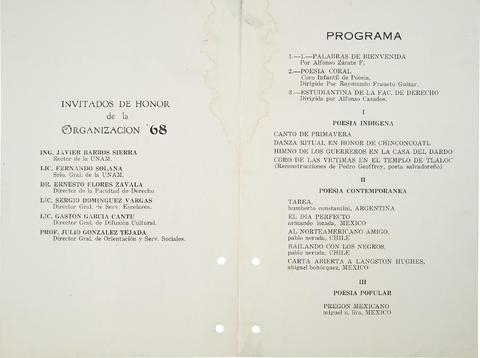 INVITADOS DE HONOR
de la
ORGANIZACION '68
ING. JAVIER BARROS SIERRA
Rector de la UNAM.
LIC. FERNANDO SOLANA
Srio. Gral. de la UNAM.
DR. ERNESTO FLORES ZAVALA
Director de la Facultad de Derecho
LIC. SERGIO DOMINGUEZ VARGAS
Director Gral. de Serv. Escolares.
LIC. GASTON GARCIA CANTU
Director Gral. de Difusión Cultural.
PROF. JULIO GONZALEZ TEJADA
Director Gral. de Orientación y Serv. Sociales.
PROGRAMA
1.—1.—PALABRAS DE BIENVENIDA
Por Alfonso Zárate F.
2.—POESIA CORAL
Coro Infantil de Poesía.
Dirigido Por Raymundo Frausto Guizar.
3.—ESTUDIANTINA DE LA FAC. DE DERECHO
Dirigida por Alfonso Casados.
I
POESIA INDIGENA
CANTO DE PRIMAVERA
DANZA RITUAL EN HONOR DE CHINCONCOATL
HIMNO DE LOS GUERREROS EN LA CASA DEL DARDO
CORO DE LAS VICTIMAS EN EL TEMPLO DE TLALOC
(Reconstrucciones de Pedro Geoffrey, poeta salvadoreño)
II
POESIA CONTEMPORANEA
TAREA,
humberto constantini, ARGENTINA
EL DIA PERFECTO
armando lozada, MEXICO
AL NORTEAMERICANO AMIGO,
pablo neruda, CHILE
BAILANDO CON LOS NEGROS,
pablo neruda, CHILE
CARTA ABIERTA A LANGSTON HUGHES,
abiguel bohórquez, MEXICO
III
POESIA POPULAR
PREGON MEXICANO
miguel n. lira, MEXICO